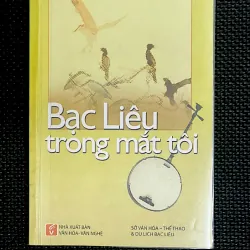 Bạc Liêu
trong mắt tôi
NHÀ XUẤT BẢN
VĂN HÓA-VĂN NGHỆ
SỞ VĂN HÓA - THỂ THAO
& DU LỊCH BẠC LIÊU